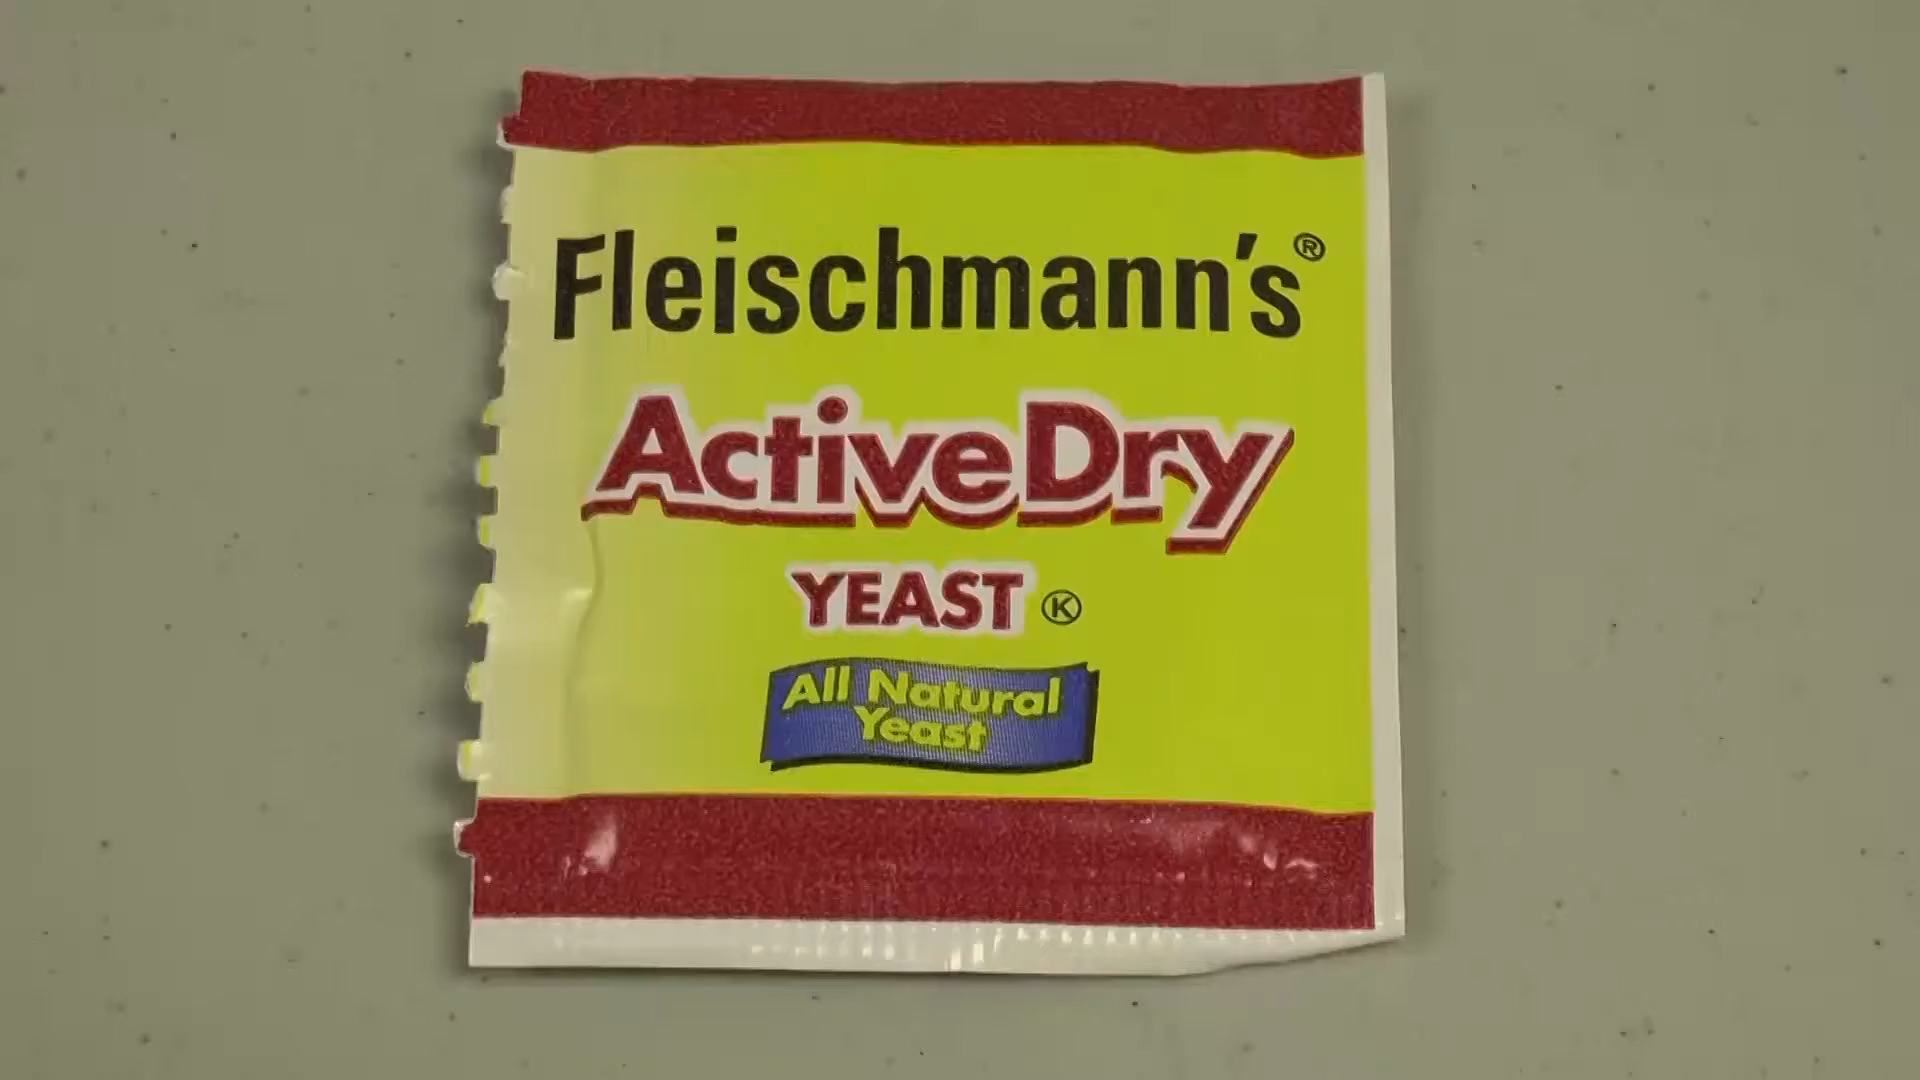 Fleischmann's®
ActiveDry
YEAST Ⓚ
All Natural
Yeast